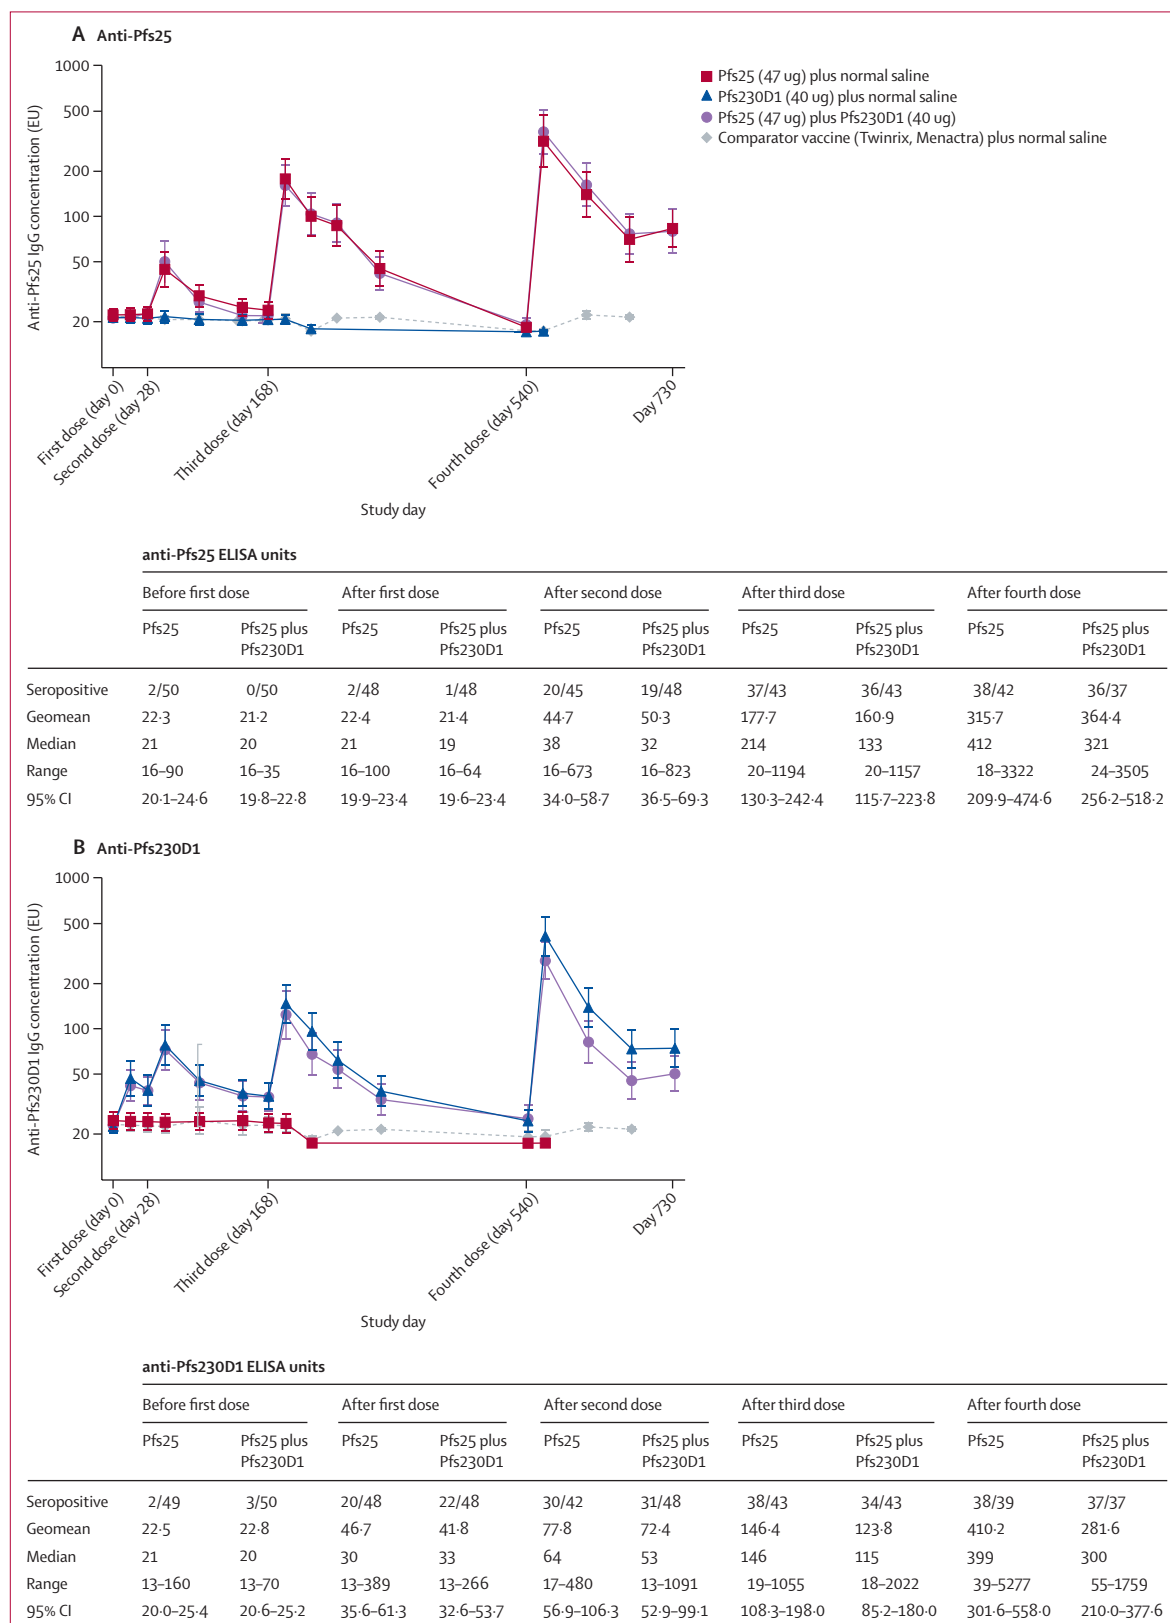 A Anti-Pfs25
1000
500
200
100
50
20
Anti-Pfs25 IgG concentration (EU)
Pfs25 (47 ug) plus normal saline
Pfs230D1 (40 ug) plus normal saline
Pfs25 (47 ug) plus Pfs230D1 (40 ug)
Comparator vaccine (Twinrix, Menactra) plus normal saline
First dose (day 0)
Second dose (day 28)
Third dose (day 168)
Fourth dose (day 540)
Day 730
Study day
anti-Pfs25 ELISA units
Before first dose After first dose After second dose After third dose After fourth dose
Pfs25 Pfs25 plus Pfs25 Pfs25 plus Pfs25 Pfs25 plus Pfs25 Pfs25 plus Pfs25 Pfs25 plus
Pfs230D1 Pfs230D1 Pfs230D1 Pfs230D1 Pfs230D1
Seropositive 2/50 0/50 2/48 1/48 20/45 19/48 37/43 36/43 38/42 36/37
Geomean 22·3 21·2 22·4 21·4 44·7 50·3 177·7 160·9 315·7 364·4
Median 21 20 21 19 38 32 214 133 412 321
Range 16–90 16–35 16–100 16–64 16–673 16–823 20–1194 20–1157 18–3322 24–3505
95% CI 20·1–24·6 19·8–22·8 19·9–23·4 19·6–23·4 34·0–58·7 36·5–69·3 130·3–242·4 115·7–223·8 209·9–474·6 256·2–518·2
B Anti-Pfs230D1
1000
500
200
100
50
20
Anti-Pfs230D1 IgG concentration (EU)
First dose (day 0)
Second dose (day 28)
Third dose (day 168)
Fourth dose (day 540)
Day 730
Study day
anti-Pfs230D1 ELISA units
Before first dose After first dose After second dose After third dose After fourth dose
Pfs25 Pfs25 plus Pfs25 Pfs25 plus Pfs25 Pfs25 plus Pfs25 Pfs25 plus Pfs25 Pfs25 plus
Pfs230D1 Pfs230D1 Pfs230D1 Pfs230D1 Pfs230D1
Seropositive 2/49 3/50 20/48 22/48 30/42 31/48 38/43 34/43 38/39 37/37
Geomean 22·5 22·8 46·7 41·8 77·8 72·4 146·4 123·8 410·2 281·6
Median 21 20 30 33 64 53 146 115 399 300
Range 13–160 13–70 13–389 13–266 17–480 13–1091 19–1055 18–2022 39–5277 55–1759
95% CI 20·0–25·4 20·6–25·2 35·6–61·3 32·6–53·7 56·9–106·3 52·9–99·1 108·3–198·0 85·2–180·0 301·6–558·0 210·0–377·6